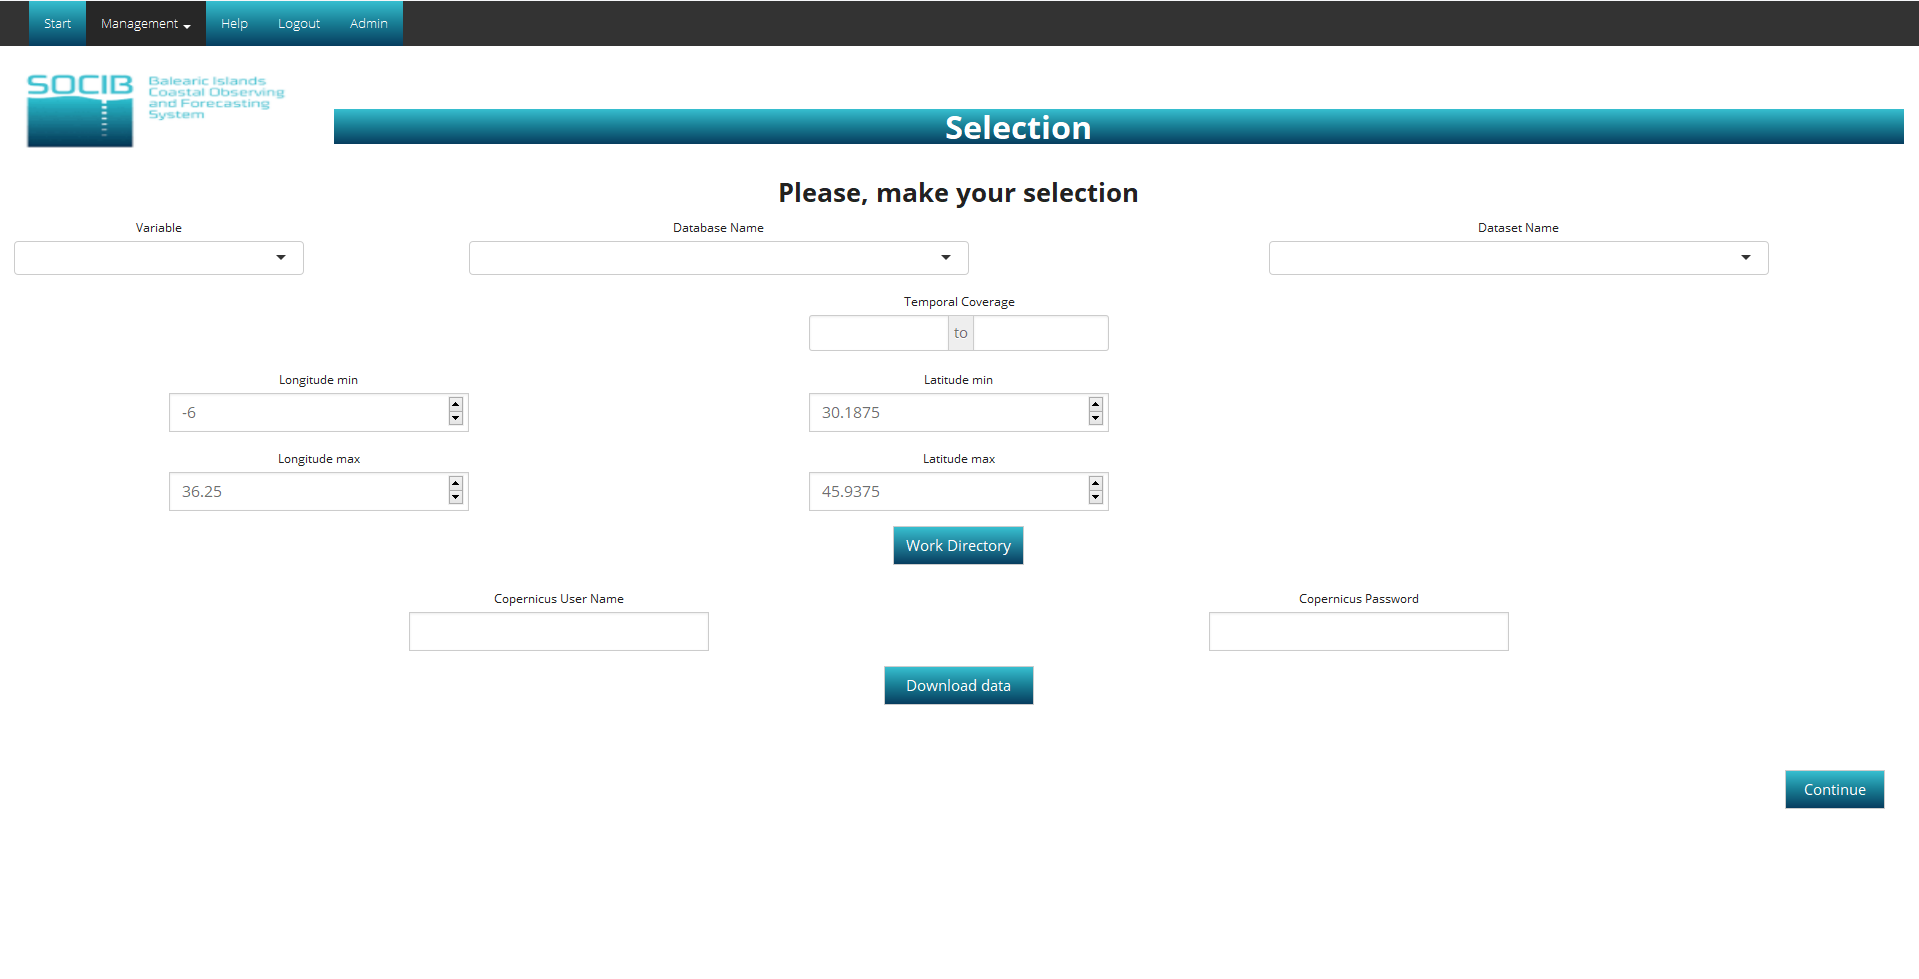 Start Management Help Logout Admin
SOCIB
Balearic Islands
Coastal Observing
and Forecasting
System
Selection
Please, make your selection
Variable Database Name Dataset Name
Temporal Coverage
to
Longitude min Latitude min
-6 30.1875
Longitude max Latitude max
36.25 45.9375
Work Directory
Copernicus User Name Copernicus Password
Download data
Continue